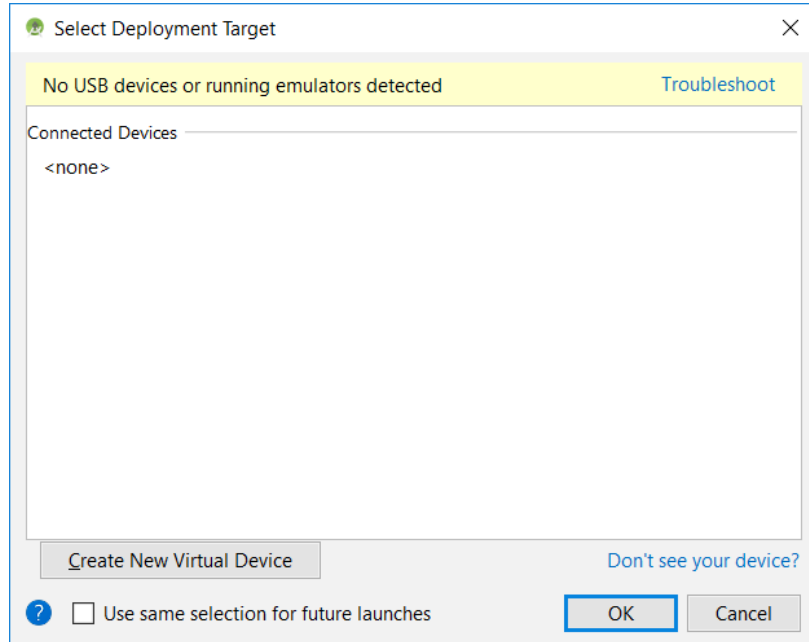 Select Deployment Target
No USB devices or running emulators detected Troubleshoot
Connected Devices
<none>
Create New Virtual Device Don't see your device?
? Use same selection for future launches OK Cancel